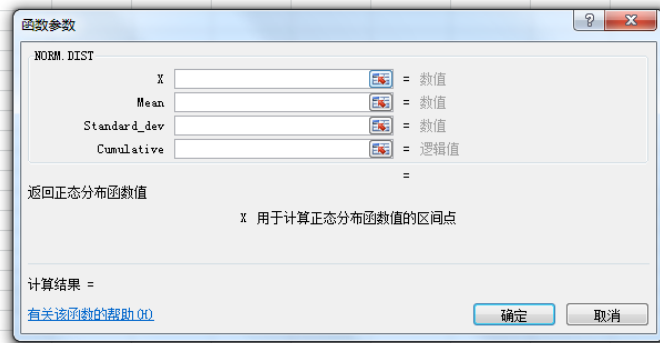 函数参数
NORM.DIST
X = 数值
Mean = 数值
Standard_dev = 数值
Cumulative = 逻辑值
=
返回正态分布函数值
X 用于计算正态分布函数值的区间点
计算结果 =
有关该函数的帮助(H)
确定 取消